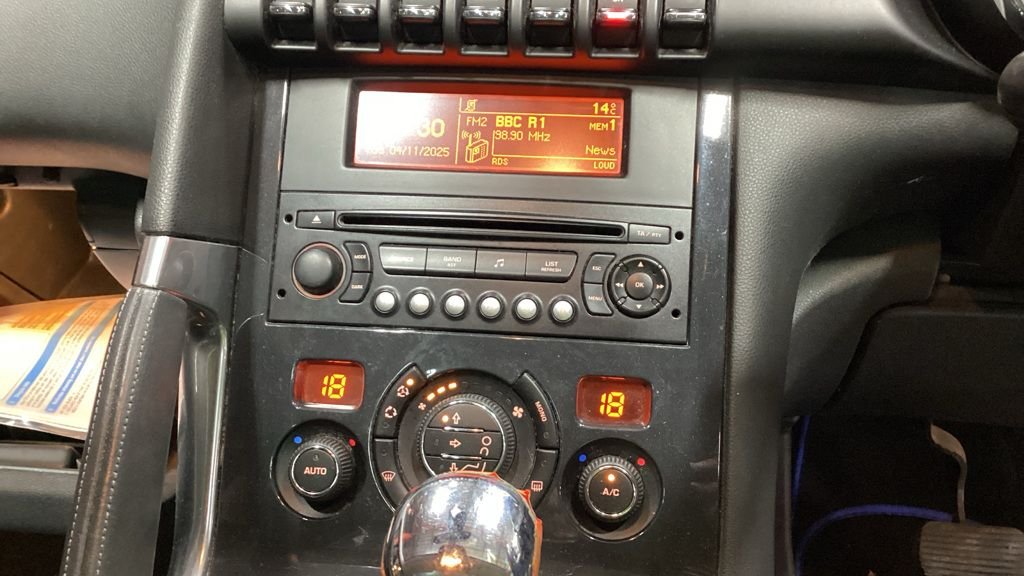 14°C
FM2 BBC R1
MEM1
98.90 MHz
30
News
04/11/2025
RDS
LOUD
TA / PTY
MODE
DARK
SOURCE
BAND
AST
LIST
REFRESH
ESC
MENU
OK
18
18
MONO
AUTO
A/C